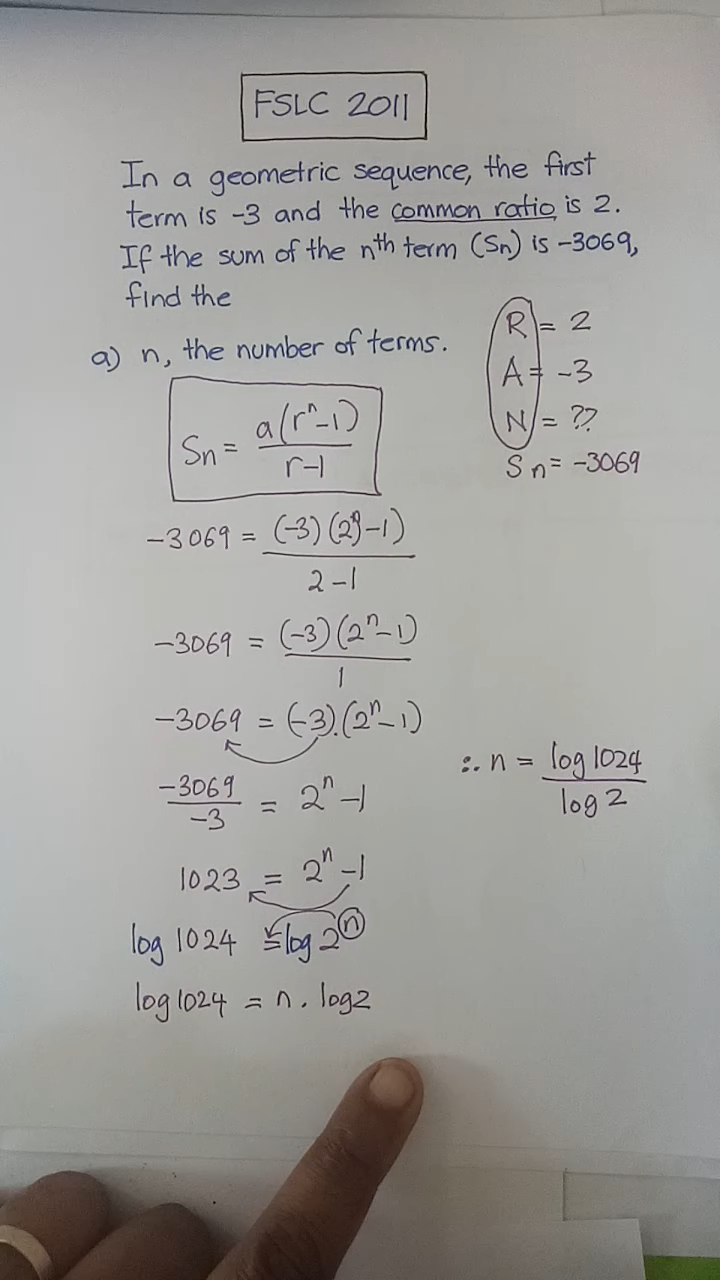 FSLC 2011
In a geometric sequence, the first
term is -3 and the common ratio is 2.
If the sum of the nth term (Sn) is -3069,
find the
a) n, the number of terms.
R = 2
A = -3
N = ??
Sn = -3069
Sn = a(rⁿ-1) / r-1
-3069 = (-3)(2ⁿ-1) / 2-1
-3069 = (-3)(2ⁿ-1) / 1
-3069 = (-3).(2ⁿ-1)
-3069 / -3 = 2ⁿ-1
1023 = 2ⁿ-1
log 1024 = log 2ⁿ
log 1024 = n . log2
∴ n = log 1024 / log 2